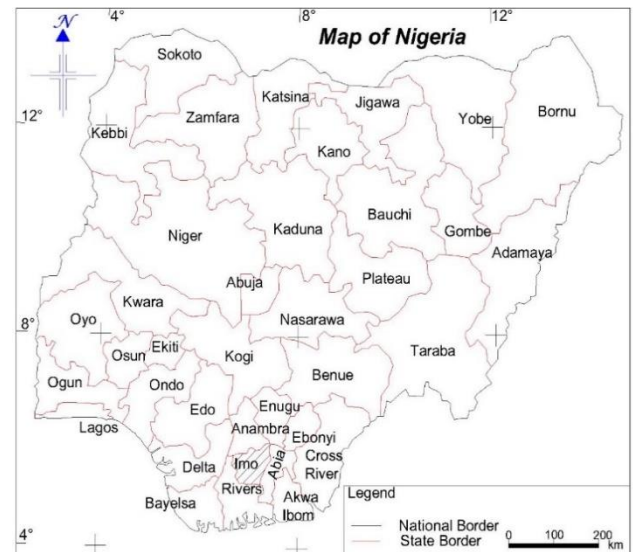 4°
8°
12°
N
Map of Nigeria
Sokoto
Katsina
Jigawa
Zamfara
Yobe
Bornu
12°
Kebbi
Kano
Bauchi
Niger
Kaduna
Gombe
Adamaya
Abuja
Plateau
Kwara
Nasarawa
8°
Oyo
Osun
Ekiti
Kogi
Taraba
Ogun
Ondo
Benue
Edo
Enugu
Lagos
Anambra
Ebonyi
Delta
Imo
Abia
Cross
River
Bayelsa
Rivers
Akwa
Ibom
Legend
National Border
State Border
0 100 200
km
4°